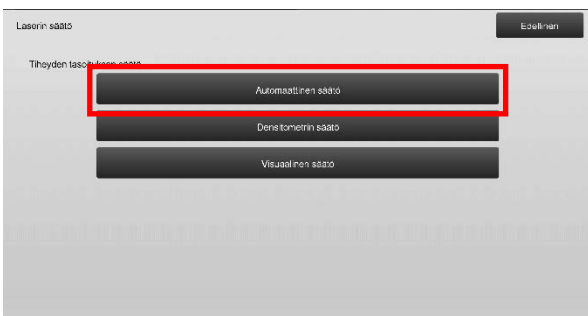 Laserin säätö
Edellinen
Tiheyden tasoituksen säätö
Automaattinen säätö
Densitometrin säätö
Visuaalinen säätö